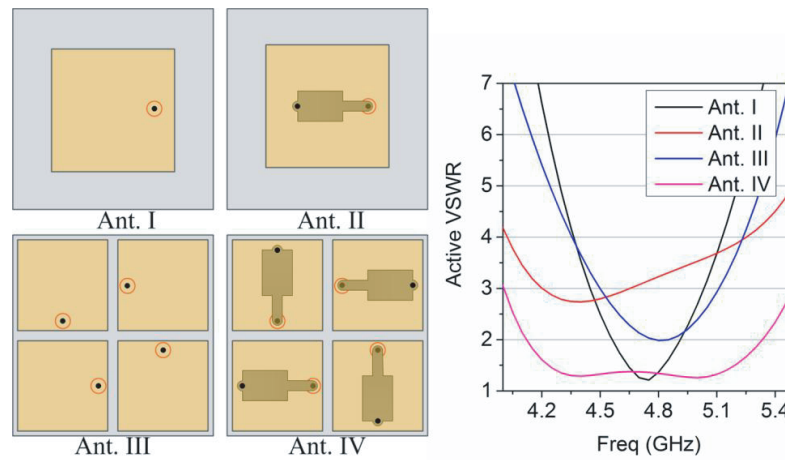 Ant. I
Ant. II
Ant. III
Ant. IV
7
6
5
4
3
2
1
Active VSWR
Ant. I
Ant. II
Ant. III
Ant. IV
4.2 4.5 4.8 5.1 5.4
Freq (GHz)